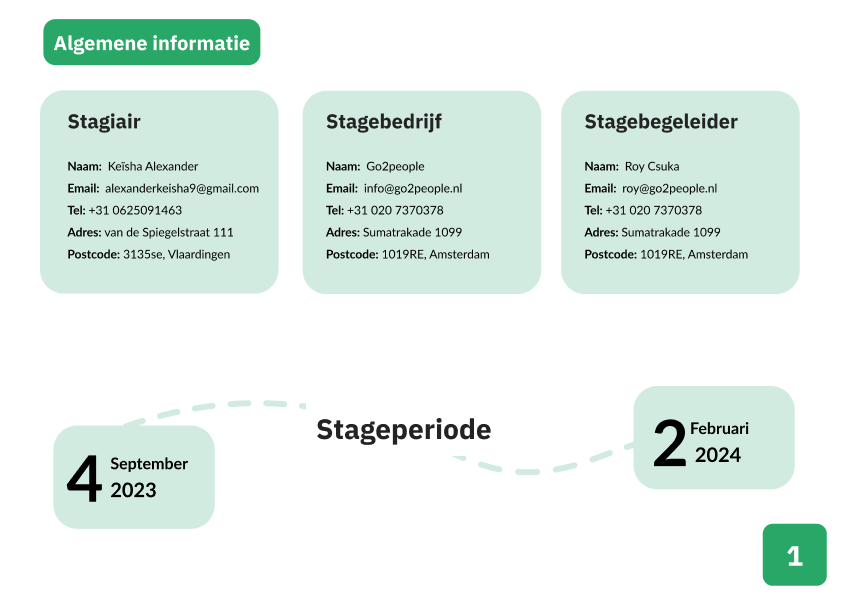 Algemene informatie
Stagiair
Naam: Keïsha Alexander
Email: alexanderkeisha9@gmail.com
Tel: +31 0625091463
Adres: van de Spiegelstraat 111
Postcode: 3135se, Vlaardingen
Stagebedrijf
Naam: Go2people
Email: info@go2people.nl
Tel: +31 020 7370378
Adres: Sumatrakade 1099
Postcode: 1019RE, Amsterdam
Stagebegeleider
Naam: Roy Csuka
Email: roy@go2people.nl
Tel: +31 020 7370378
Adres: Sumatrakade 1099
Postcode: 1019RE, Amsterdam
Stageperiode
4 September
2023
2 Februari
2024
1